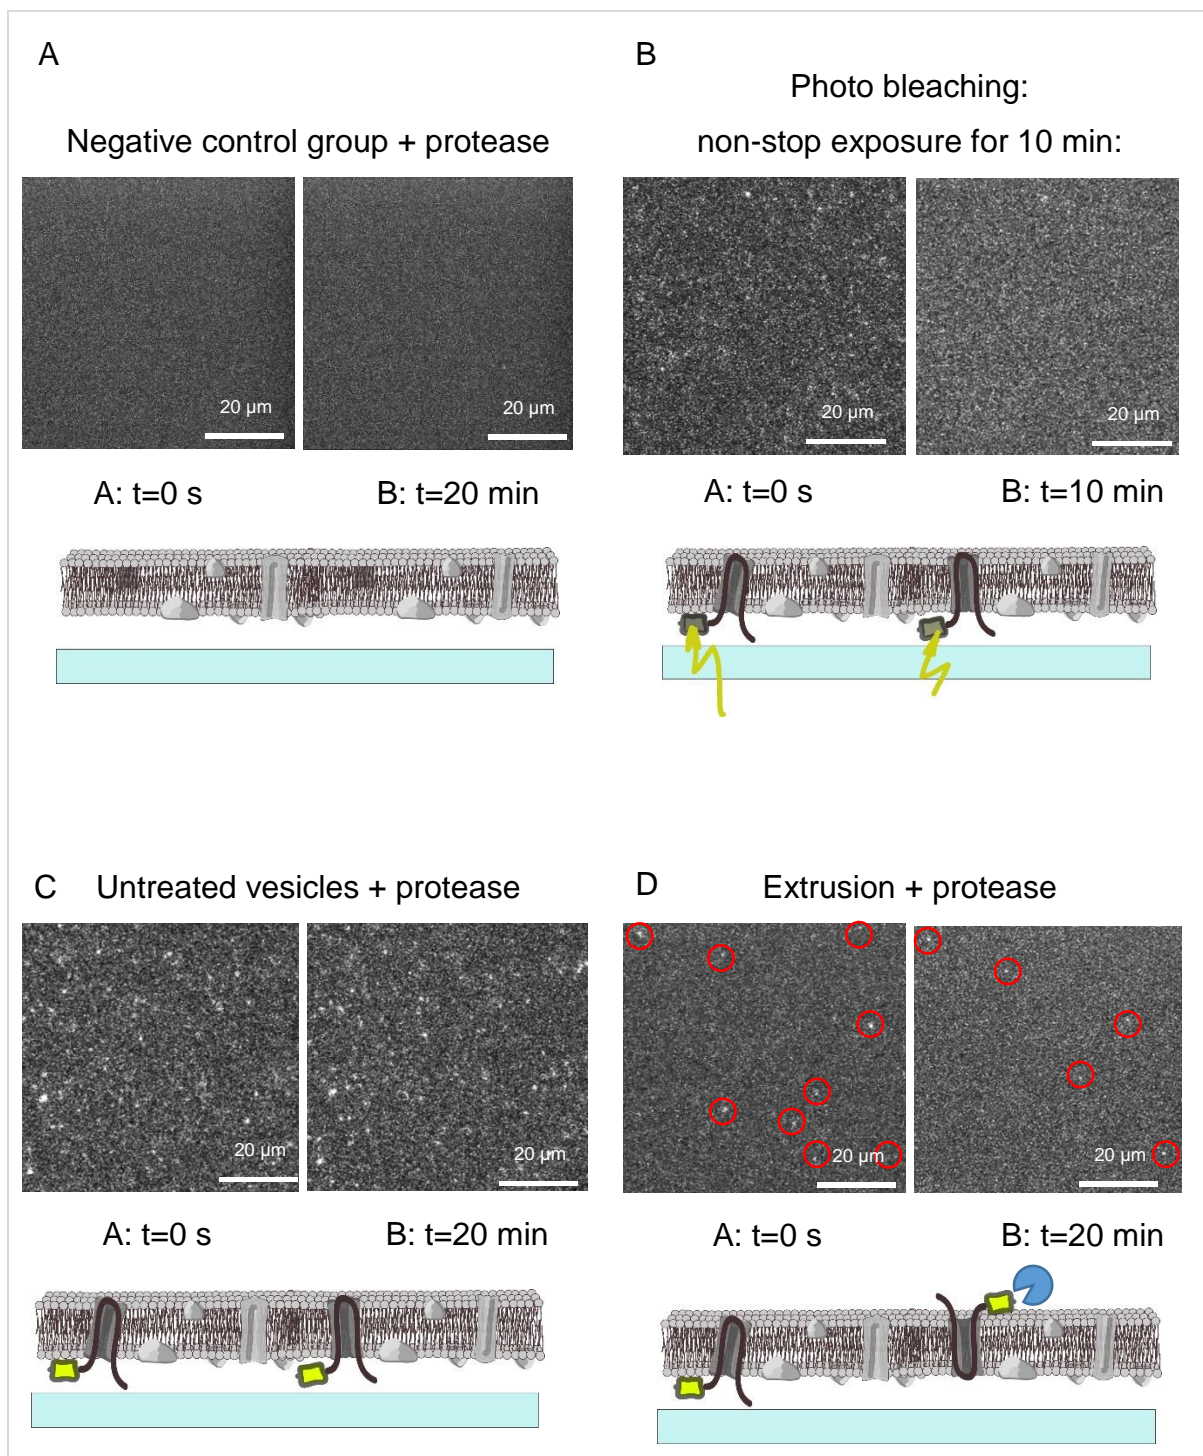 A
Negative control group + protease
20 µm
20 µm
A: t=0 s
B: t=20 min
B
Photo bleaching:
non-stop exposure for 10 min:
20 µm
20 µm
A: t=0 s
B: t=10 min
C
Untreated vesicles + protease
20 µm
20 µm
A: t=0 s
B: t=20 min
D
Extrusion + protease
20 µm
20 µm
A: t=0 s
B: t=20 min